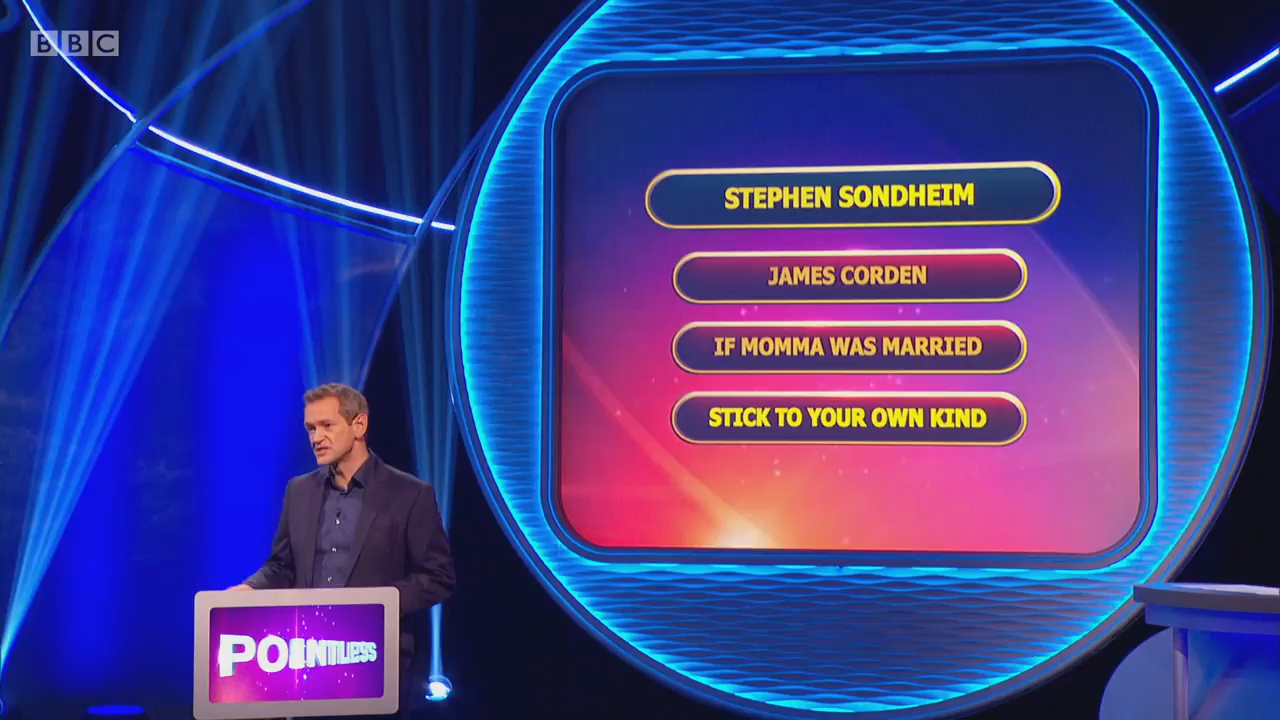 BBC
STEPHEN SONDHEIM
JAMES CORDEN
IF MOMMA WAS MARRIED
STICK TO YOUR OWN KIND
POINTLESS